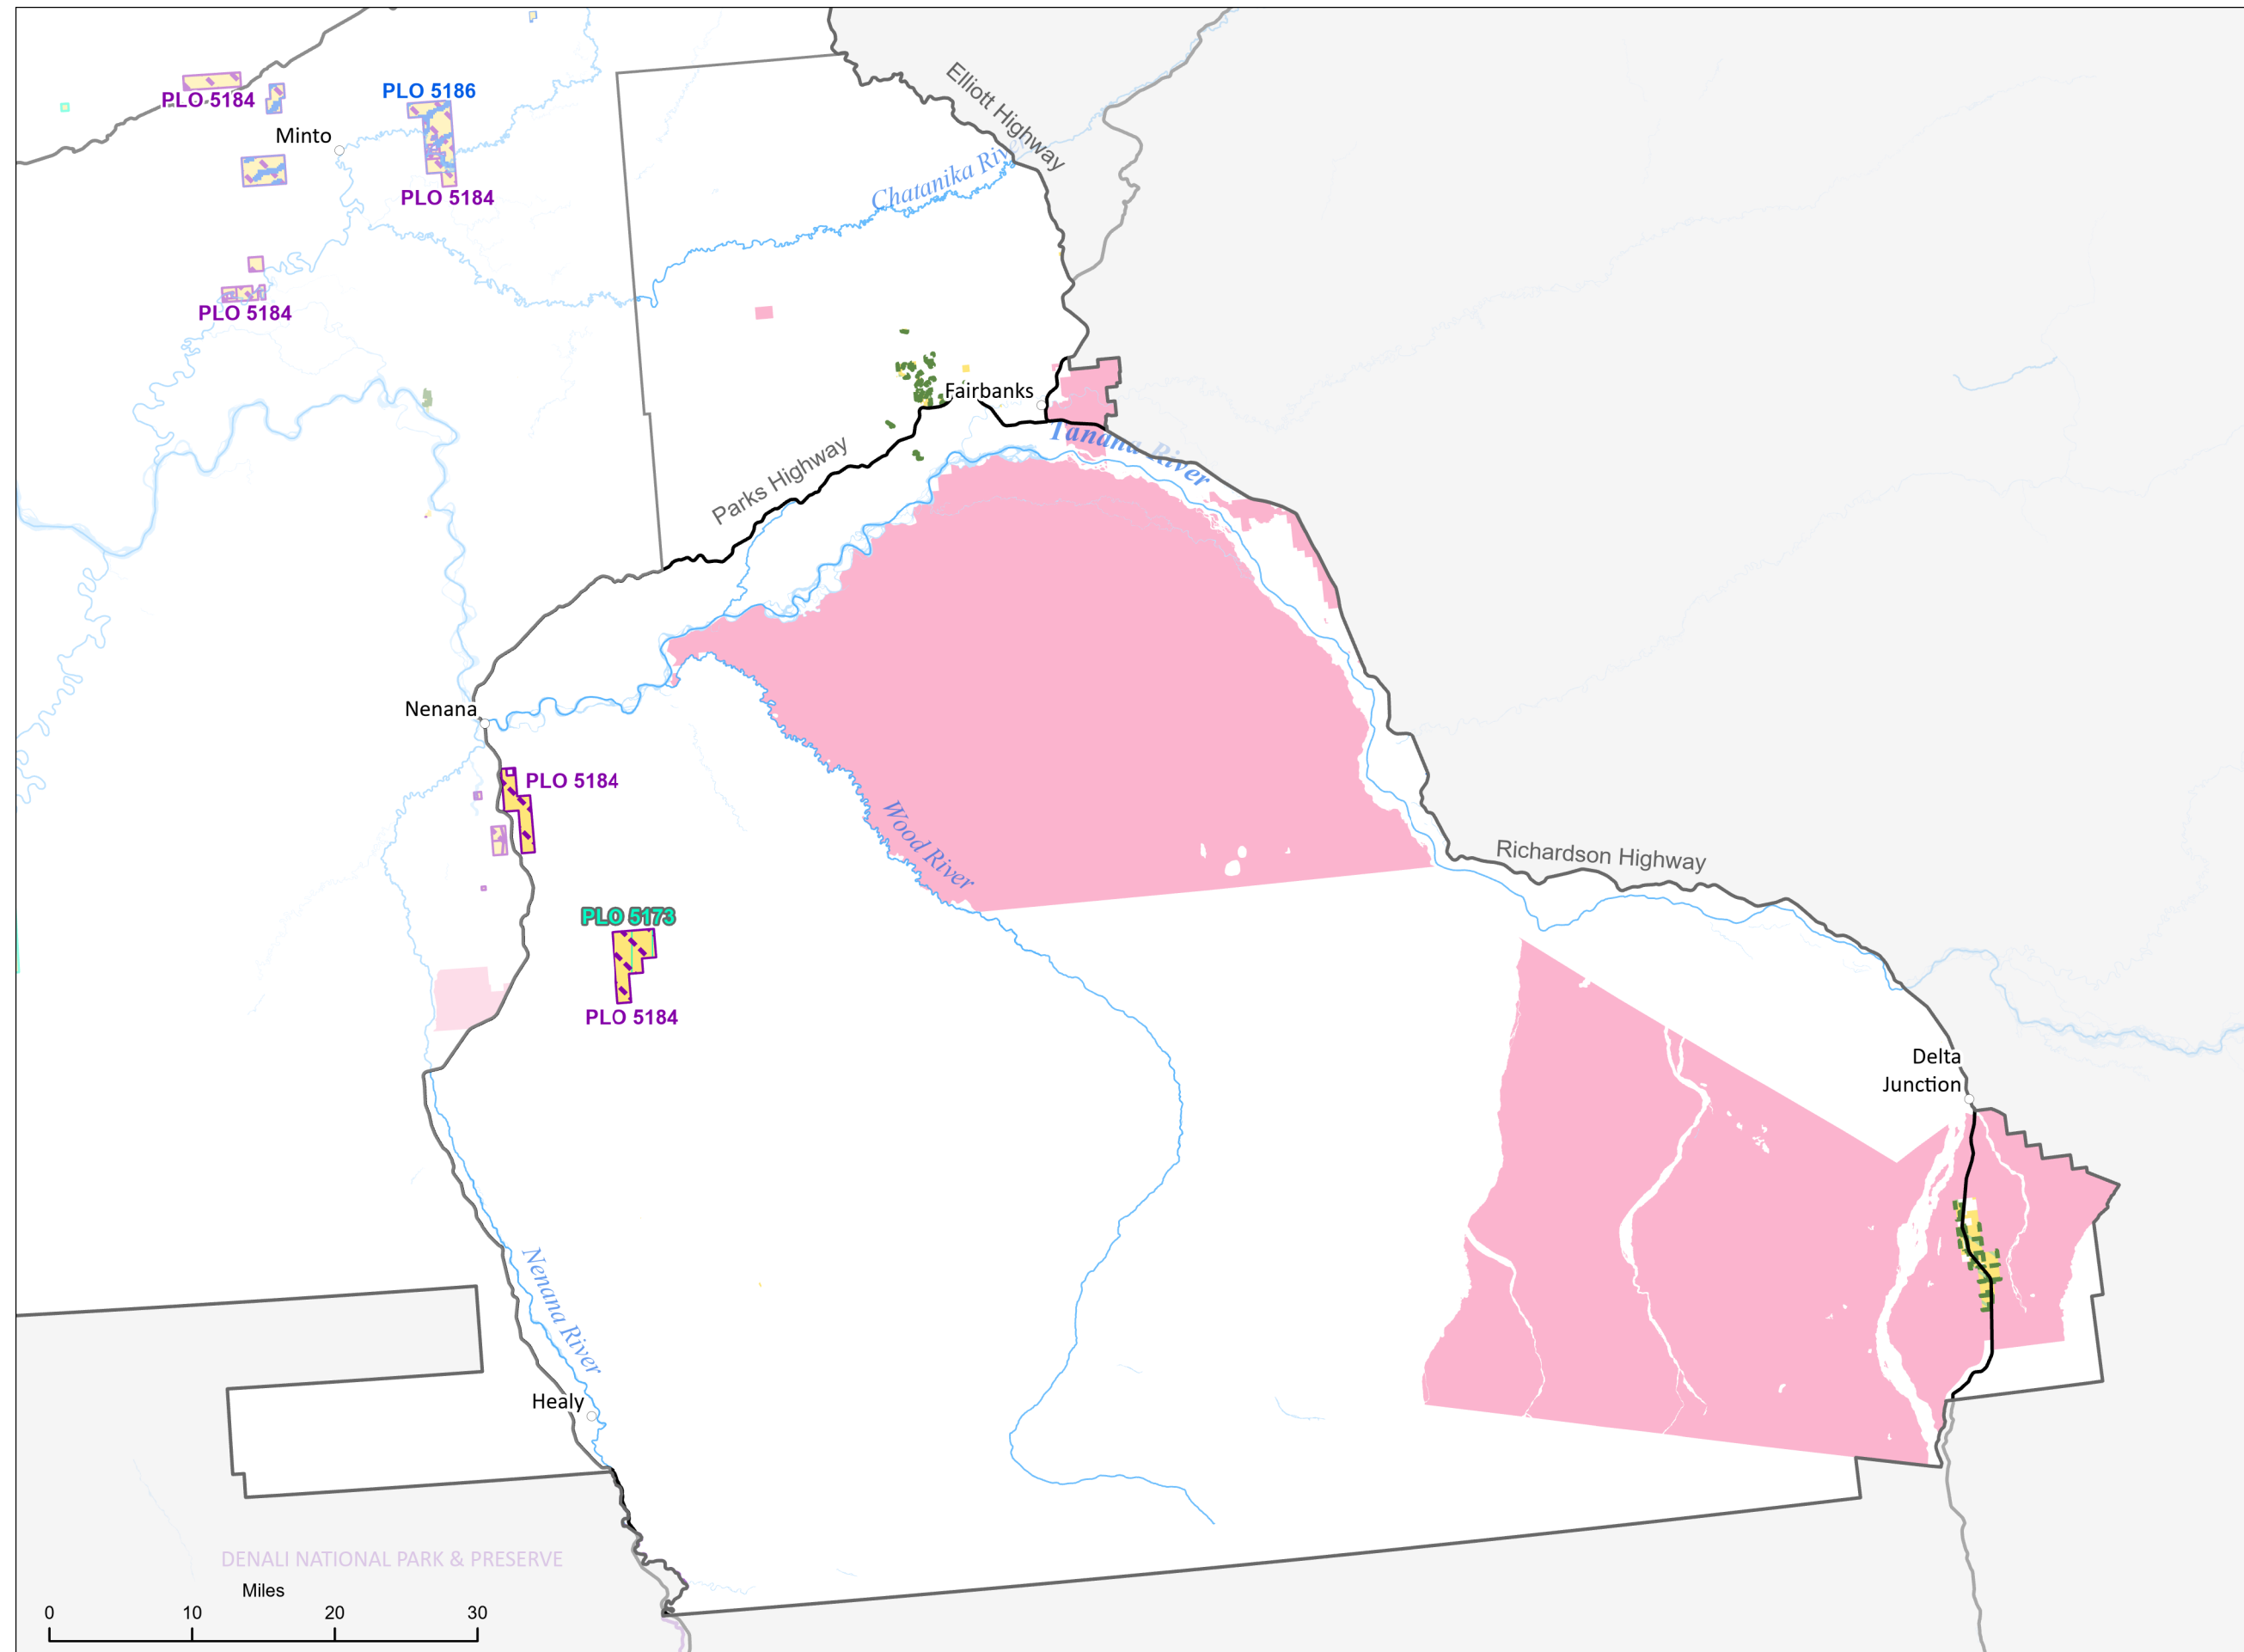 Elliott Highway
PLO 5184
PLO 5186
Minto
Chatanika River
PLO 5184
PLO 5184
Fairbanks
Tanana River
Parks Highway
Nenana
PLO 5184
Wood River
Richardson Highway
PLO 5173
PLO 5184
Delta
Junction
Nenana River
Healy
DENALI NATIONAL PARK & PRESERVE
Miles
0 10 20 30